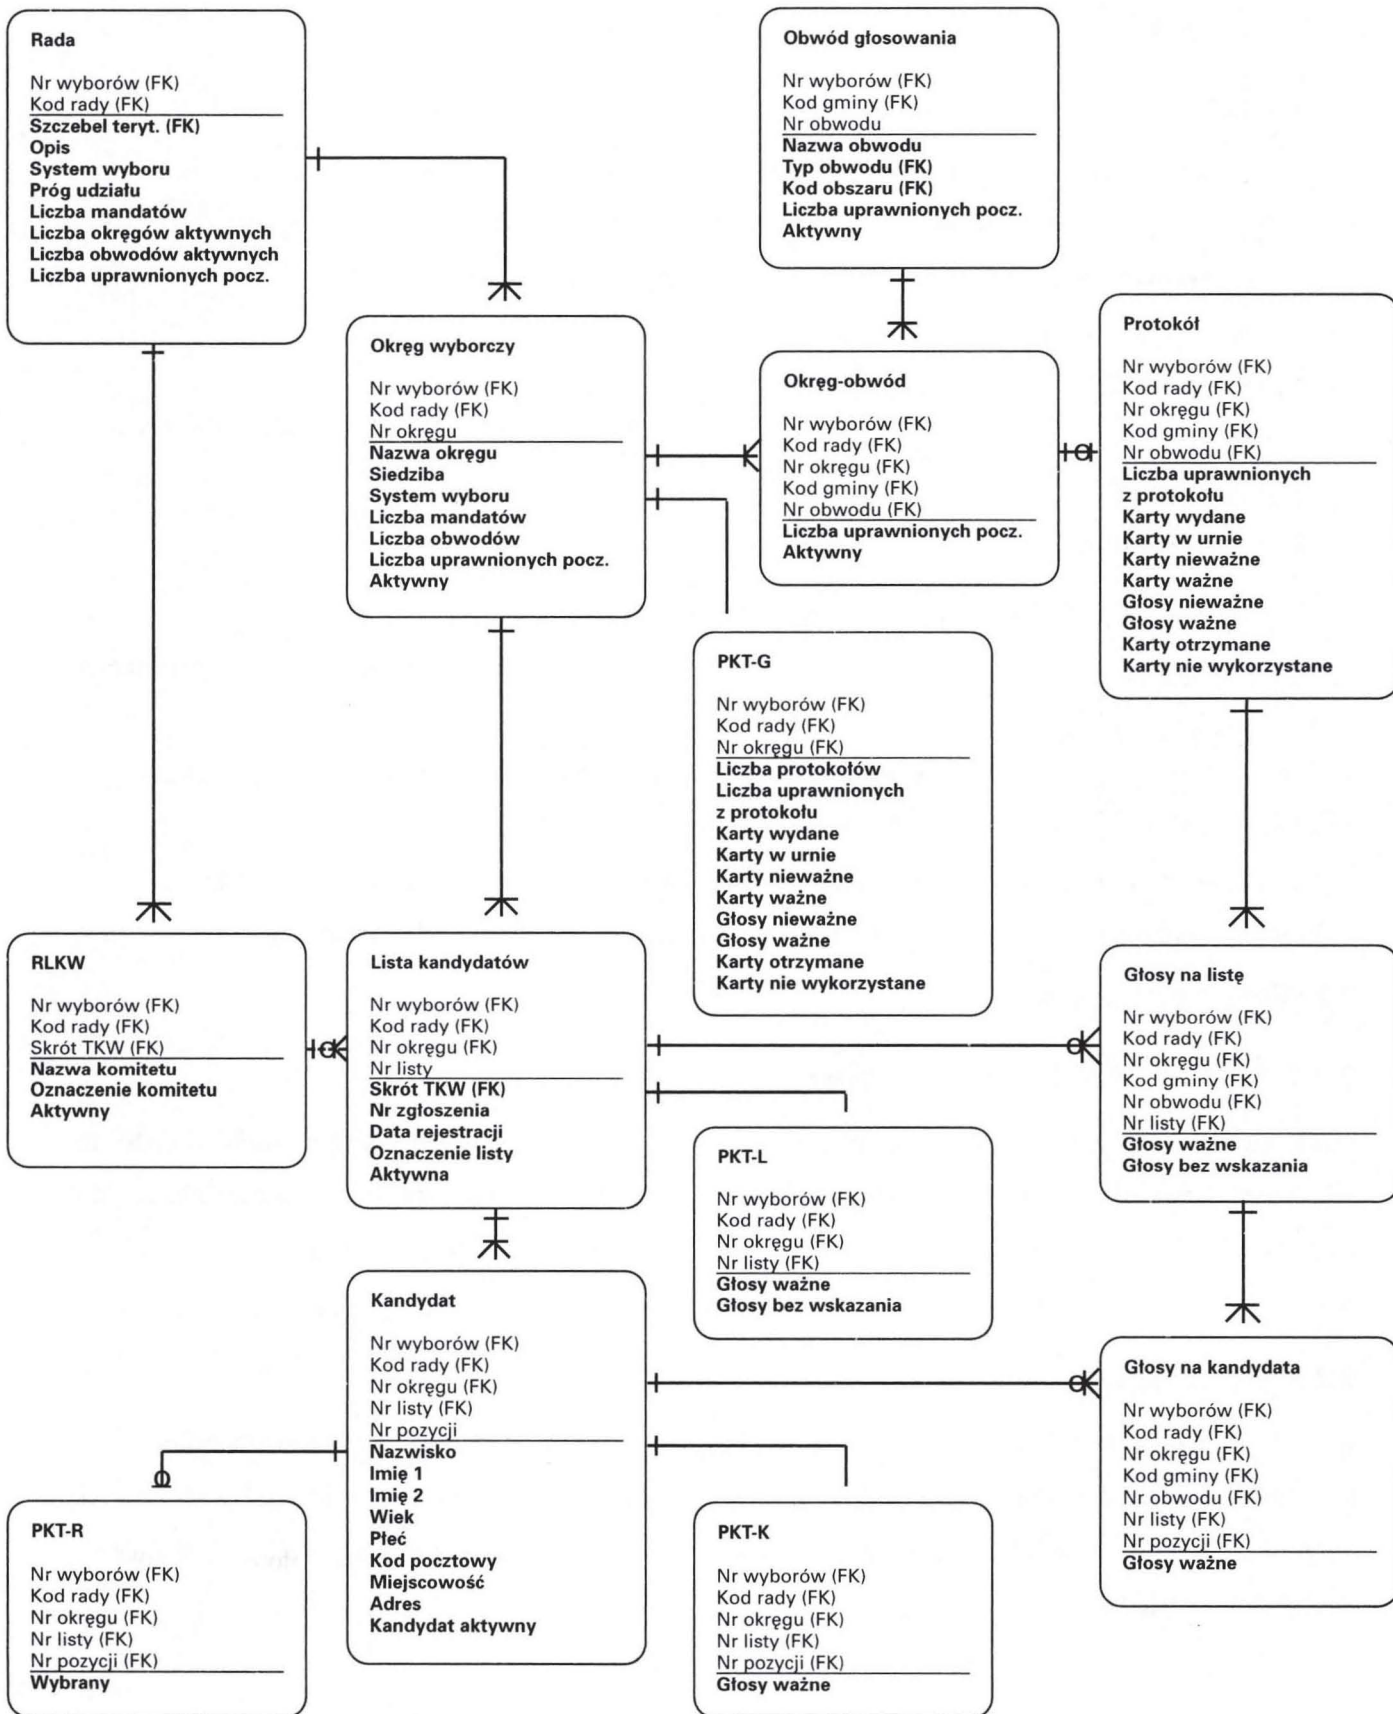 Rada
Nr wyborów (FK)
Kod rady (FK)
Szczebel teryt. (FK)
Opis
System wyboru
Próg udziału
Liczba mandatów
Liczba okręgów aktywnych
Liczba obwodów aktywnych
Liczba uprawnionych pocz.
Obwód głosowania
Nr wyborów (FK)
Kod gminy (FK)
Nr obwodu
Nazwa obwodu
Typ obwodu (FK)
Kod obszaru (FK)
Liczba uprawnionych pocz.
Aktywny
Okręg wyborczy
Nr wyborów (FK)
Kod rady (FK)
Nr okręgu
Nazwa okręgu
Siedziba
System wyboru
Liczba mandatów
Liczba obwodów
Liczba uprawnionych pocz.
Aktywny
Okręg-obwód
Nr wyborów (FK)
Kod rady (FK)
Nr okręgu (FK)
Kod gminy (FK)
Nr obwodu (FK)
Liczba uprawnionych pocz.
Aktywny
Protokół
Nr wyborów (FK)
Kod rady (FK)
Nr okręgu (FK)
Kod gminy (FK)
Nr obwodu (FK)
Liczba uprawnionych
z protokołu
Karty wydane
Karty w urnie
Karty nieważne
Karty ważne
Głosy nieważne
Głosy ważne
Karty otrzymane
Karty nie wykorzystane
PKT-G
Nr wyborów (FK)
Kod rady (FK)
Nr okręgu (FK)
Liczba protokołów
Liczba uprawnionych
z protokołu
Karty wydane
Karty w urnie
Karty nieważne
Karty ważne
Głosy nieważne
Głosy ważne
Karty otrzymane
Karty nie wykorzystane
RLKW
Nr wyborów (FK)
Kod rady (FK)
Skrót TKW (FK)
Nazwa komitetu
Oznaczenie komitetu
Aktywny
Lista kandydatów
Nr wyborów (FK)
Kod rady (FK)
Nr okręgu (FK)
Nr listy
Skrót TKW (FK)
Nr zgłoszenia
Data rejestracji
Oznaczenie listy
Aktywna
Głosy na listę
Nr wyborów (FK)
Kod rady (FK)
Nr okręgu (FK)
Kod gminy (FK)
Nr obwodu (FK)
Nr listy (FK)
Głosy ważne
Głosy bez wskazania
PKT-L
Nr wyborów (FK)
Kod rady (FK)
Nr okręgu (FK)
Nr listy (FK)
Głosy ważne
Głosy bez wskazania
Kandydat
Nr wyborów (FK)
Kod rady (FK)
Nr okręgu (FK)
Nr listy (FK)
Nr pozycji
Nazwisko
Imię 1
Imię 2
Wiek
Płeć
Kod pocztowy
Miejscowość
Adres
Kandydat aktywny
Głosy na kandydata
Nr wyborów (FK)
Kod rady (FK)
Nr okręgu (FK)
Kod gminy (FK)
Nr obwodu (FK)
Nr listy (FK)
Nr pozycji (FK)
Głosy ważne
PKT-R
Nr wyborów (FK)
Kod rady (FK)
Nr okręgu (FK)
Nr listy (FK)
Nr pozycji (FK)
Wybrany
PKT-K
Nr wyborów (FK)
Kod rady (FK)
Nr okręgu (FK)
Nr listy (FK)
Nr pozycji (FK)
Głosy ważne